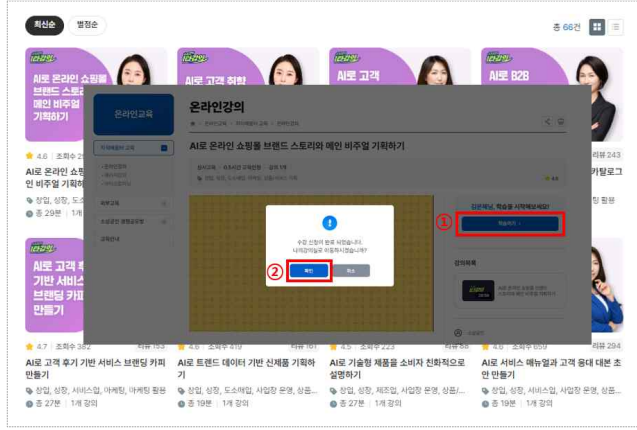 최신순
별점순
총 66건
AI로 온라인 쇼핑몰
브랜드 스토리
메인 비주얼
기획하기
AI로 고객 취향
AI로 고객
AI로 B2B
온라인교육
온라인강의
AI로 온라인 쇼핑몰 브랜드 스토리와 메인 비주얼 기획하기
4.6 조회수
리뷰 243
AI로 온라인 쇼핑
인 비주얼 기획하
카탈로그
상업, 성장, 도소
팅 활용
총 29분 1개
①
학습하기
수강 신청이 완료 되었습니다.
나의강의실로 이동하시겠습니까?
②
확인
취소
강의목록
교육안내
AI로 고객 후
기반 서비스
브랜딩 카피
만들기
4.7 조회수 382
리뷰 153
4.6 조회수 419
리뷰 161
4.5 조회수 223
리뷰 88
4.6 조회수 659
리뷰 294
AI로 고객 후기 기반 서비스 브랜딩 카피
만들기
AI로 트렌드 데이터 기반 신제품 기획하
기
AI로 기술형 제품을 소비자 친화적으로
설명하기
AI로 서비스 매뉴얼과 고객 응대 대본 초
안 만들기
창업, 성장, 서비스업, 마케팅, 마케팅 활용
창업, 성장, 도소매업, 사업장 운영, 상품...
창업, 성장, 제조업, 사업장 운영, 상품/...
창업, 성장, 서비스업, 사업장 운영, 상품...
총 27분 1개 강의
총 19분 1개 강의
총 27분 1개 강의
총 19분 1개 강의